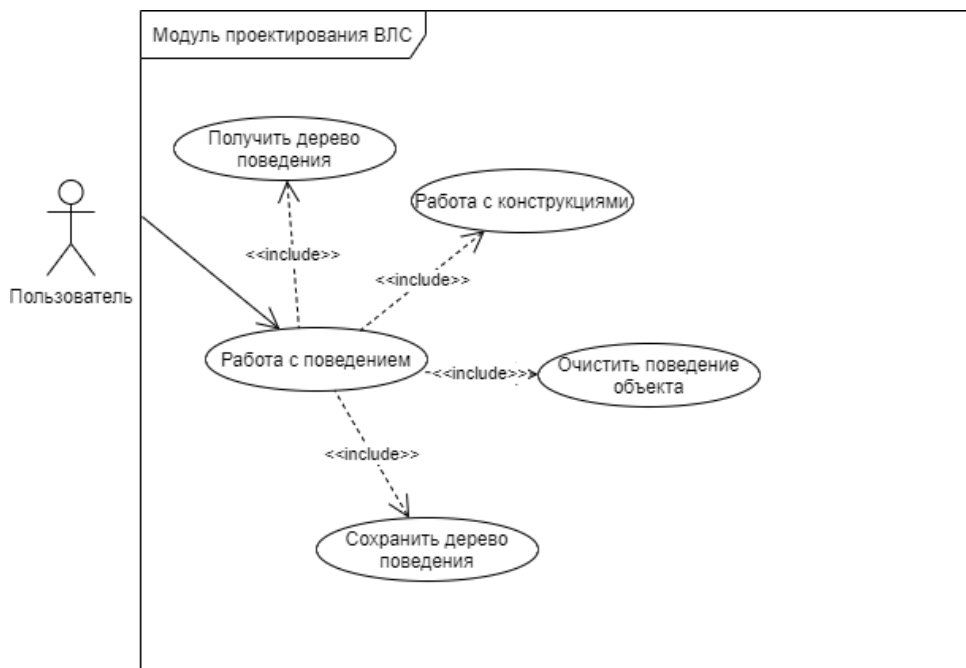 Модуль проектирования ВЛС
Получить дерево
поведения
Работа с конструкциями
<<include>>
<<include>>
Пользователь
Работа с поведением
<<include>>
Очистить поведение
объекта
<<include>>
Сохранить дерево
поведения